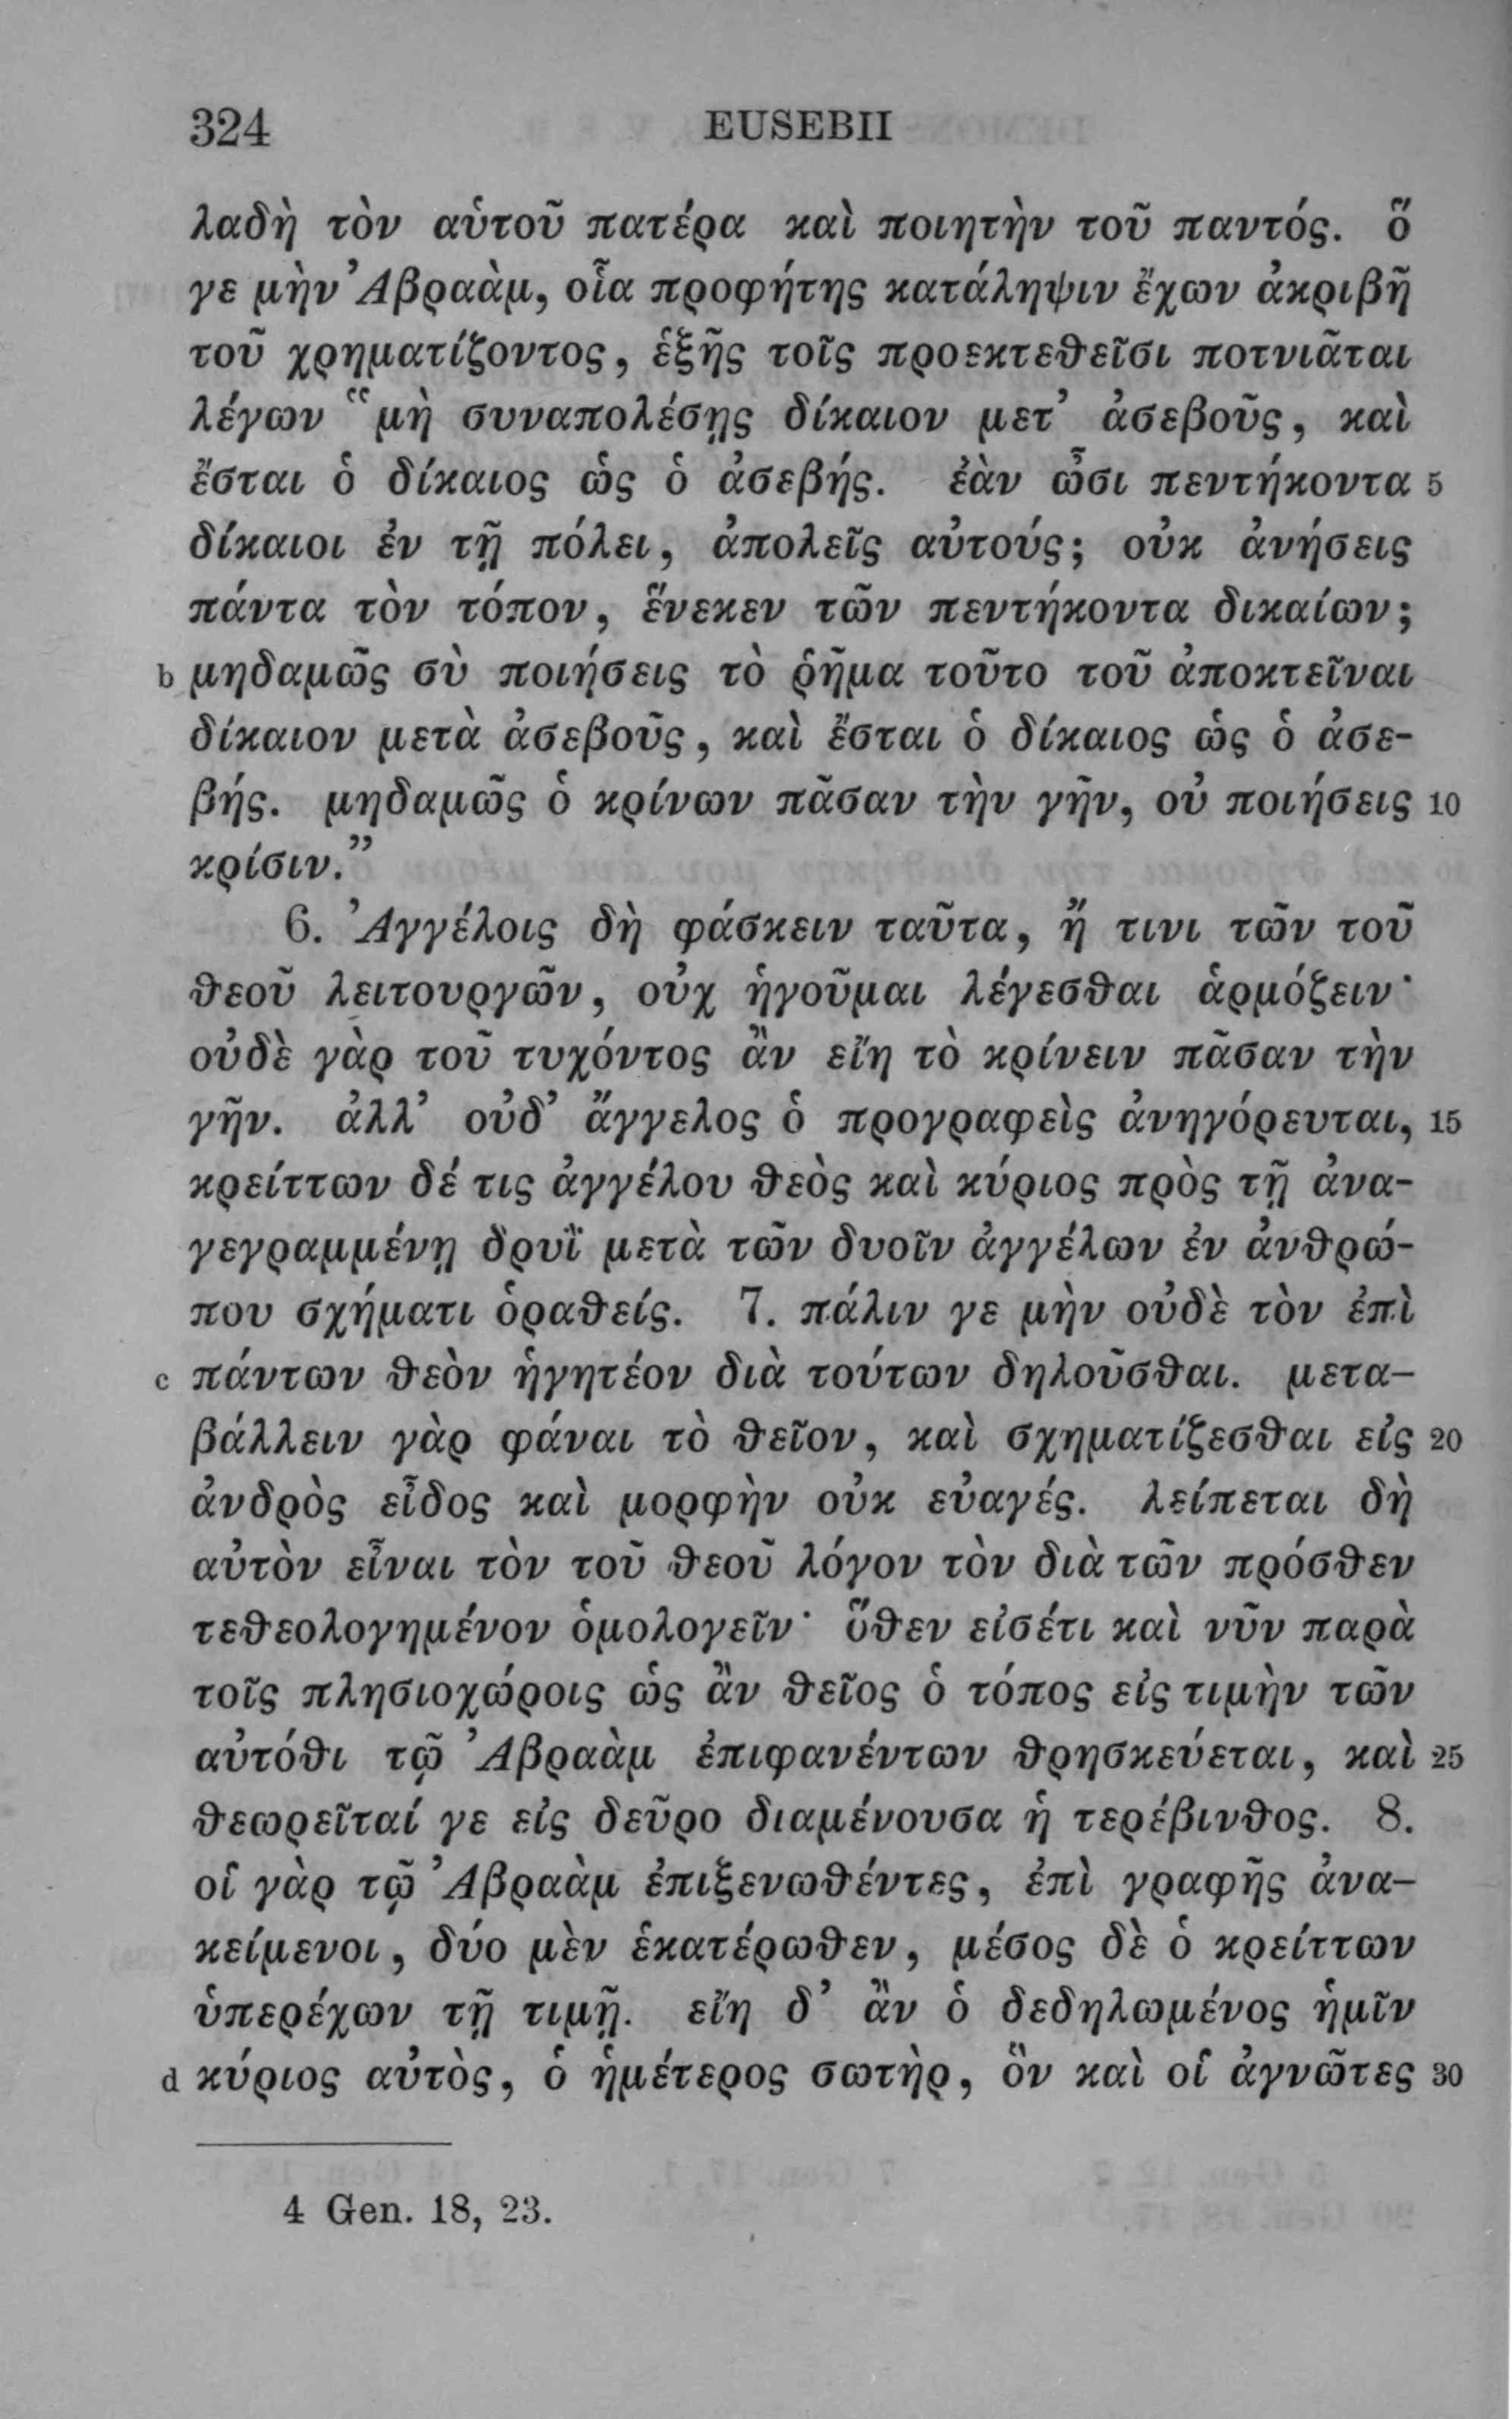 324 EUSEBII
λαδὴ τὸν αὑτοῦ πατέρα καὶ ποιητὴν τοῦ παντός. ὅ
γε μὴν Ἀβραὰμ, οἷα προφήτης κατάληψιν ἔχων ἀκριβῆ
τοῦ χρηματίζοντος, ἑξῆς τοῖς προεκτεθεῖσι ποτνιᾶται
λέγων “μὴ συναπολέσῃς δίκαιον μετ’ ἀσεβοῦς, καὶ
ἔσται ὁ δίκαιος ὡς ὁ ἀσεβής. ἐὰν ὦσι πεντήκοντα 5
δίκαιοι ἐν τῇ πόλει, ἀπολεῖς αὐτούς; οὐκ ἀνήσεις
πάντα τὸν τόπον, ἕνεκεν τῶν πεντήκοντα δικαίων;
b μηδαμῶς σὺ ποιήσεις τὸ ῥῆμα τοῦτο τοῦ ἀποκτεῖναι
δίκαιον μετὰ ἀσεβοῦς, καὶ ἔσται ὁ δίκαιος ὡς ὁ ἀσε-
βής. μηδαμῶς ὁ κρίνων πᾶσαν τὴν γῆν, οὐ ποιήσεις 10
κρίσιν.”
6. Ἀγγέλοις δὴ φάσκειν ταῦτα, ἤ τινι τῶν τοῦ
θεοῦ λειτουργῶν, οὐχ ἡγοῦμαι λέγεσθαι ἁρμόζειν·
οὐδὲ γὰρ τοῦ τυχόντος ἂν εἴη τὸ κρίνειν πᾶσαν τὴν
γῆν. ἀλλ’ οὐδ’ ἄγγελος ὁ προγραφεὶς ἀνηγόρευται, 15
κρείττων δέ τις ἀγγέλου θεὸς καὶ κύριος πρὸς τῇ ἀνα-
γεγραμμένῃ δρυῒ μετὰ τῶν δυοῖν ἀγγέλων ἐν ἀνθρώ-
που σχήματι ὁραθείς. 7. πάλιν γε μὴν οὐδὲ τὸν ἐπὶ
c πάντων θεὸν ἡγητέον διὰ τούτων δηλοῦσθαι. μετα-
βάλλειν γὰρ φάναι τὸ θεῖον, καὶ σχηματίζεσθαι εἰς 20
ἀνδρὸς εἶδος καὶ μορφὴν οὐκ εὐαγές. λείπεται δὴ
αὐτὸν εἶναι τὸν τοῦ θεοῦ λόγον τὸν διὰ τῶν πρόσθεν
τεθεολογημένον ὁμολογεῖν· ὅθεν εἰσέτι καὶ νῦν παρὰ
τοῖς πλησιοχώροις ὡς ἂν θεῖος ὁ τόπος εἰς τιμὴν τῶν
αὐτόθι τῷ Ἀβραὰμ ἐπιφανέντων θρησκεύεται, καὶ 25
θεωρεῖταί γε εἰς δεῦρο διαμένουσα ἡ τερέβινθος. 8.
οἱ γὰρ τῷ Ἀβραὰμ ἐπιξενωθέντες, ἐπὶ γραφῆς ἀνα-
κείμενοι, δύο μὲν ἑκατέρωθεν, μέσος δὲ ὁ κρείττων
ὑπερέχων τῇ τιμῇ. εἴη δ’ ἂν ὁ δεδηλωμένος ἡμῖν
d κύριος αὐτὸς, ὁ ἡμέτερος σωτὴρ, ὃν καὶ οἱ ἀγνῶτες 30
4 Gen. 18, 23.